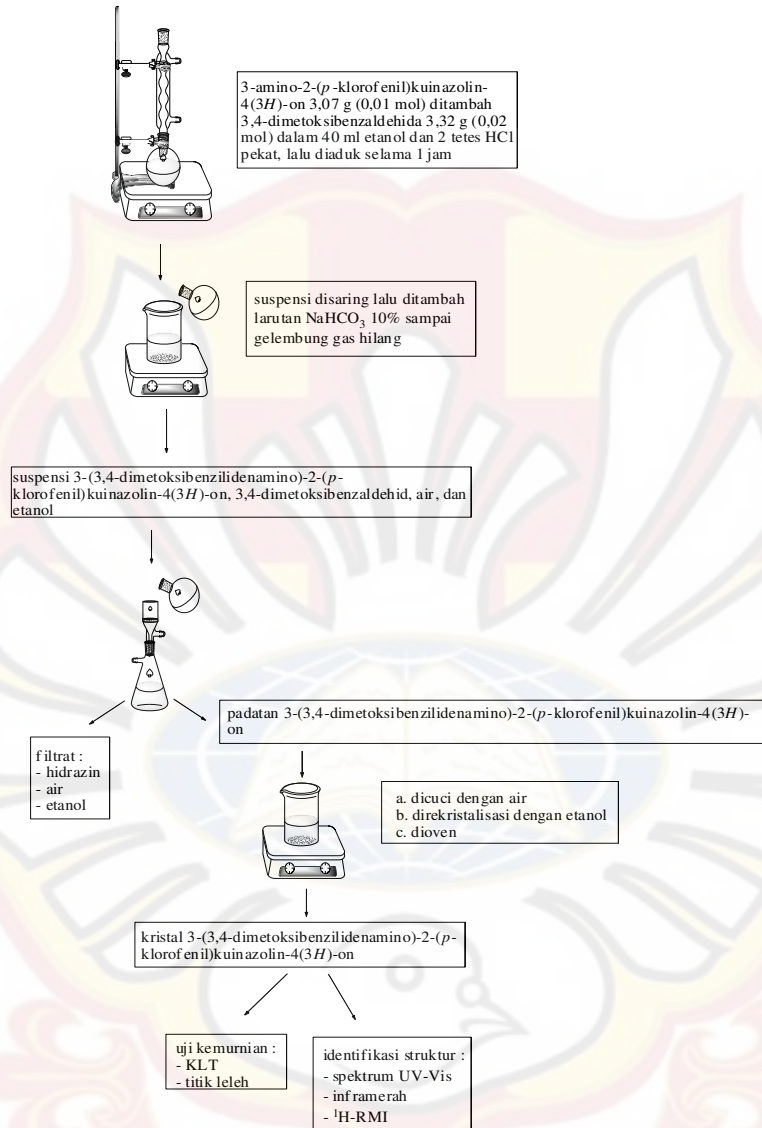 3-amino-2-(p-klorofenil)kuinazolin-
4(3H)-on 3,07 g (0,01 mol) ditambah
3,4-dimetoksibenzaldehida 3,32 g (0,02
mol) dalam 40 ml etanol dan 2 tetes HCl
pekat, lalu diaduk selama 1 jam
suspensi disaring lalu ditambah
larutan NaHCO3 10% sampai
gelembung gas hilang
suspensi 3-(3,4-dimetoksibenzilidenamino)-2-(p-
klorofenil)kuinazolin-4(3H)-on, 3,4-dimetoksibenzaldehid, air, dan
etanol
padatan 3-(3,4-dimetoksibenzilidenamino)-2-(p-klorofenil)kuinazolin-4(3H)-
on
filtrat :
- hidrazin
- air
- etanol
a. dicuci dengan air
b. direkristalisasi dengan etanol
c. dioven
kristal 3-(3,4-dimetoksibenzilidenamino)-2-(p-
klorofenil)kuinazolin-4(3H)-on
uji kemurnian :
- KLT
- titik leleh
identifikasi struktur :
- spektrum UV-Vis
- inframerah
- 1H-RMI